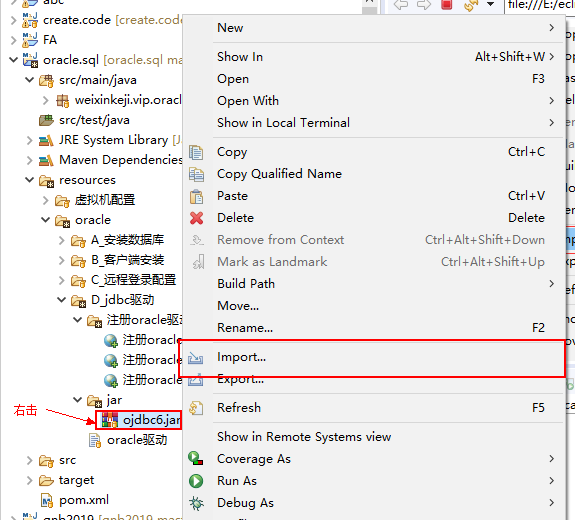 abc
create.code [create.code
FA
oracle.sql [oracle.sql mas
src/main/java
weixinkeji.vip.oracl
src/test/java
JRE System Library [Ja
Maven Dependencies
resources
虚拟机配置
oracle
A_安装数据库
B_客户端安装
C_远程登录配置
D_jdbc驱动
注册oracle驱动
注册oracle
注册oracle
注册oracle
jar
右击
ojdbc6.jar
oracle驱动
src
target
pom.xml
file:///E:/ecli
New
Show In Alt+Shift+W
Open F3
Open With
Show in Local Terminal
Copy Ctrl+C
Copy Qualified Name
Paste Ctrl+V
Delete Delete
Remove from Context Ctrl+Alt+Shift+Down
Mark as Landmark Ctrl+Alt+Shift+Up
Build Path
Move...
Rename... F2
Import...
Export...
Refresh F5
Show in Remote Systems view
Coverage As
Run As
Debug As